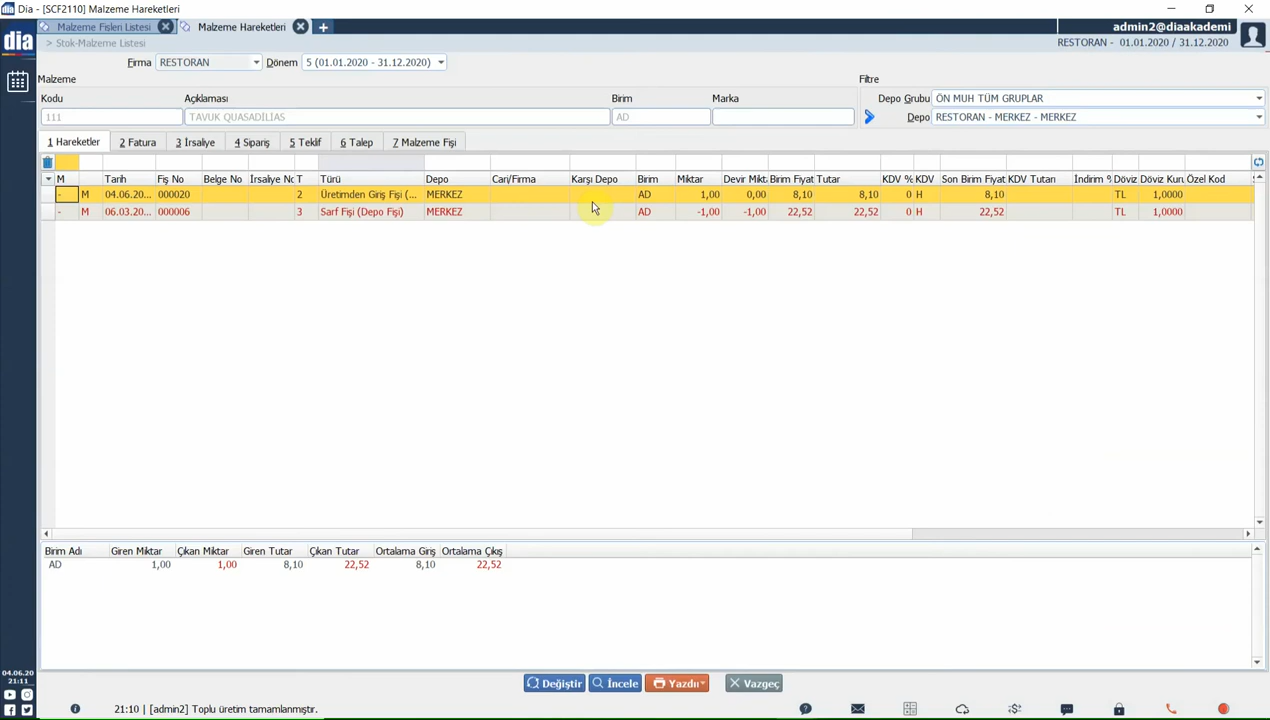 Dia - [SCF2110] Malzeme Hareketleri
Malzeme Fişleri Listesi Malzeme Hareketleri admin2@diaakademi
dia > Stok-Malzeme Listesi RESTORAN - 01.01.2020 / 31.12.2020
Firma RESTORAN Dönem 5 (01.01.2020 - 31.12.2020)
Malzeme Filtre
Kodu Açıklaması Birim Marka Depo Grubu ÖN MUH TÜM GRUPLAR
111 TAVUK QUASADİLİAS AD Depo RESTORAN - MERKEZ - MERKEZ
1 Hareketler 2 Fatura 3 İrsaliye 4 Sipariş 5 Teklif 6 Talep 7 Malzeme Fişi
M Tarih Fiş No Belge No İrsaliye Nc T Türü Depo Cari/Firma Karşı Depo Birim Miktar Devir Mikt. Birim Fiyat Tutar KDV % KDV Son Birim Fiyat KDV Tutarı İndirim % Döviz Döviz Kuru Özel Kod
- M 04.06.20... 000020 2 Üretimden Giriş Fişi (... MERKEZ AD 1,00 0,00 8,10 8,10 0 H 8,10 TL 1,0000
- M 06.03.20... 000006 3 Sarf Fişi (Depo Fişi) MERKEZ AD -1,00 -1,00 22,52 22,52 0 H 22,52 TL 1,0000
Birim Adı Giren Miktar Çıkan Miktar Giren Tutar Çıkan Tutar Ortalama Giriş Ortalama Çıkış
AD 1,00 1,00 8,10 22,52 8,10 22,52
Değiştir İncele Yazdır Vazgeç
04.06.20
21:11
21:10 | [admin2] Toplu üretim tamamlanmıştır.